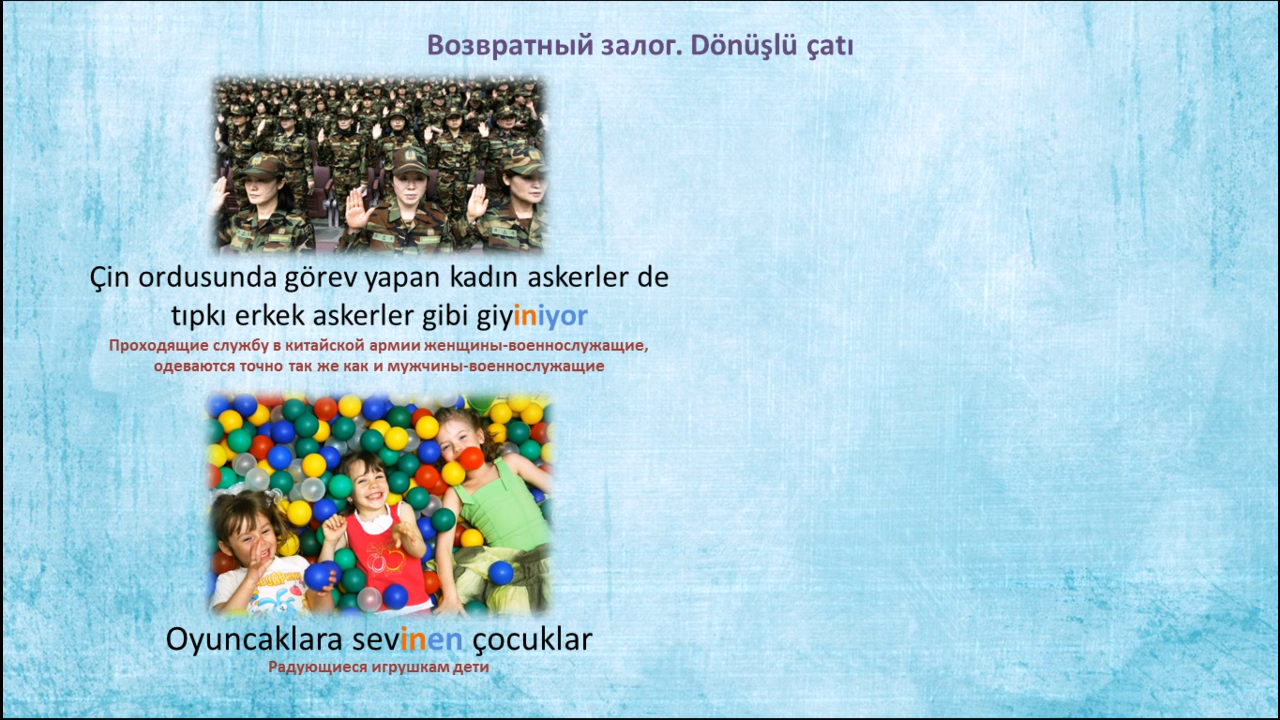 Возвратный залог. Dönüşlü çatı
Çin ordusunda görev yapan kadın askerler de
tıpkı erkek askerler gibi giyiniyor
Проходящие службу в китайской армии женщины-военнослужащие,
одеваются точно так же как и мужчины-военнослужащие
Oyuncaklara sevinen çocuklar
Радующиеся игрушкам дети